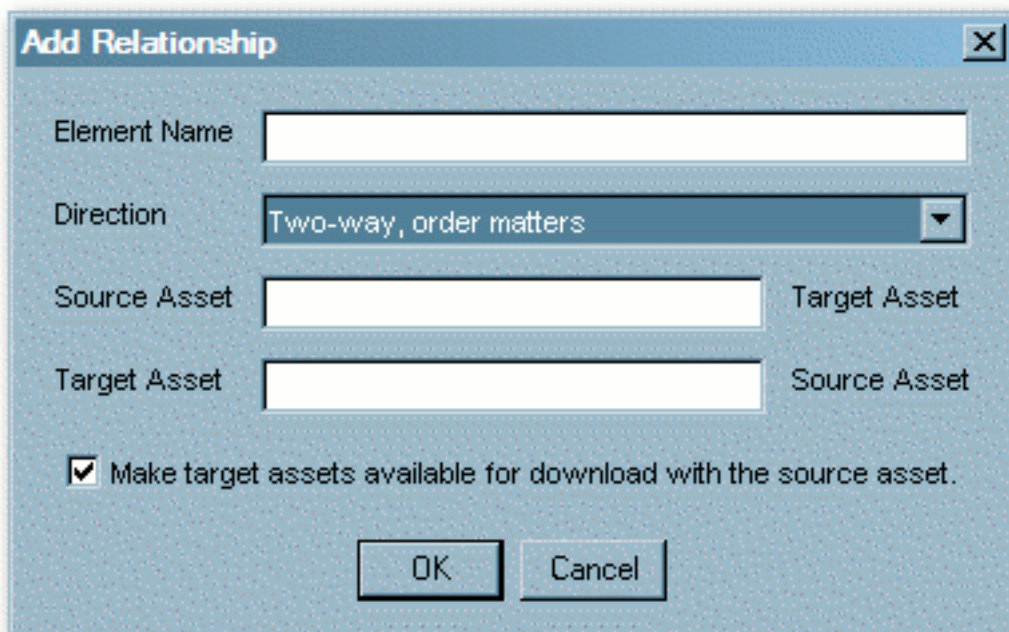 Add Relationship
Element Name
Direction
Two-way, order matters
Source Asset
Target Asset
Target Asset
Source Asset
Make target assets available for download with the source asset.
OK
Cancel